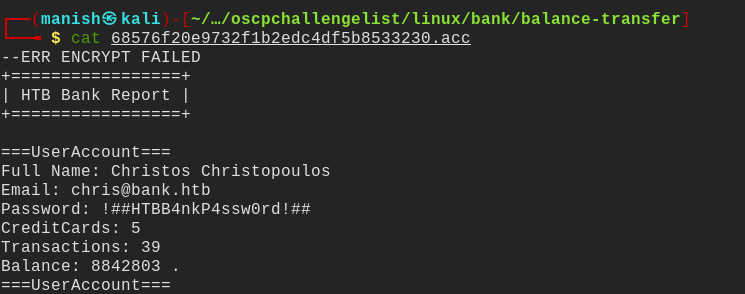 ┌──(manish㉿kali)-[~/…/oscpchallengelist/linux/bank/balance-transfer]
└─$ cat 68576f20e9732f1b2edc4df5b8533230.acc
--ERR ENCRYPT FAILED
+=================+
| HTB Bank Report |
+=================+
===UserAccount===
Full Name: Christos Christopoulos
Email: chris@bank.htb
Password: !##HTBB4nkP4ssw0rd!##
CreditCards: 5
Transactions: 39
Balance: 8842803 .
===UserAccount===